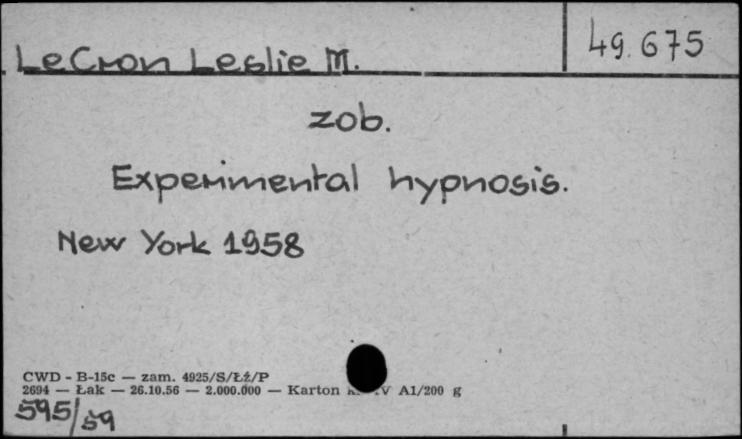 LeCron Leslie M.
49.675
zob.
Experimental hypnosis.
New York 1958
CWD - B-15c — zam. 4925/S/Łź/P
2694 — Łak — 26.10.56 — 2.000.000 — Karton A1/200 g
595/59